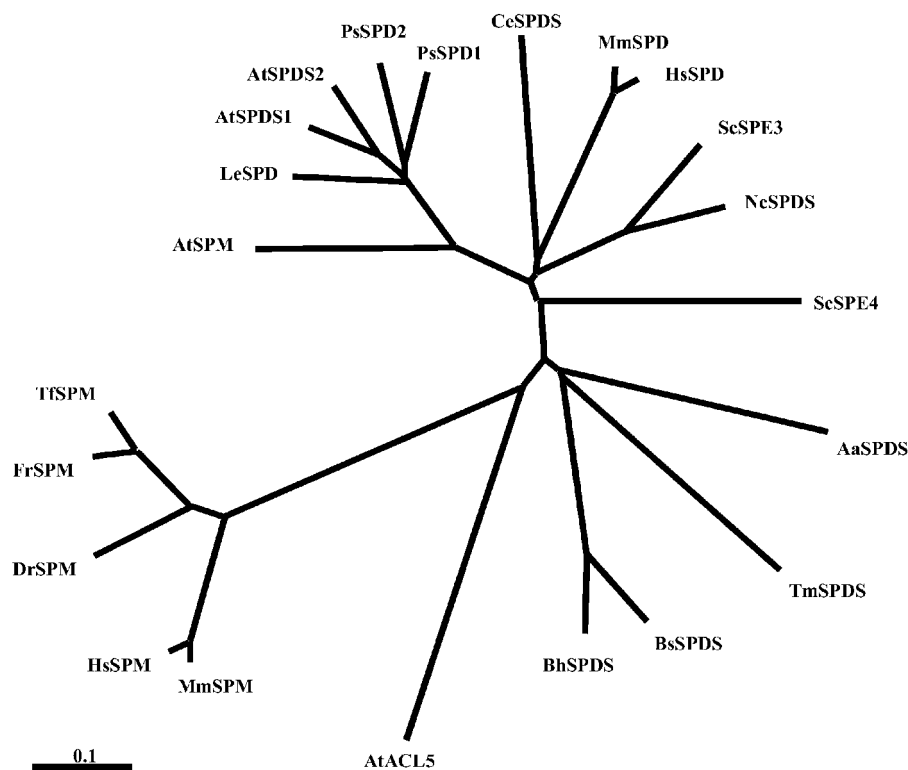 CeSPDS
PsSPD2
MmSPD
PsSPD1
HsSPD
AtSPDS2
AtSPDS1
ScSPE3
LeSPD
NcSPDS
AtSPM
ScSPE4
TfSPM
AaSPDS
FrSPM
DrSPM
TmSPDS
BsSPDS
HsSPM
BhSPDS
MmSPM
0.1
AtACL5